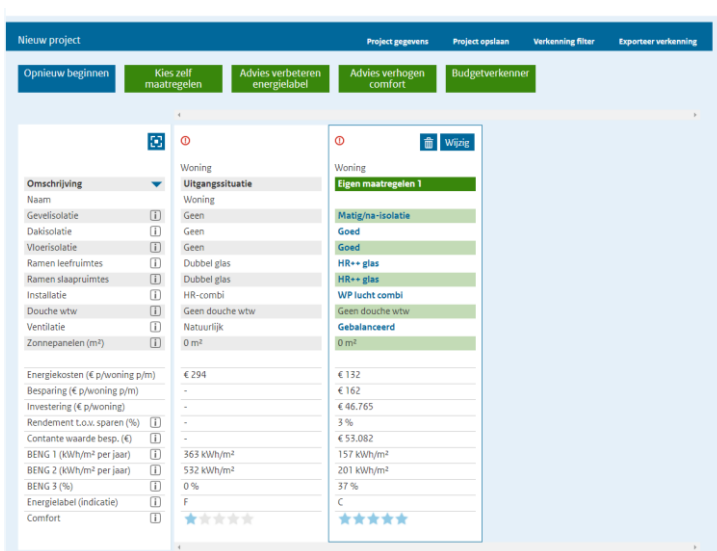 Nieuw project Project gegevens Project opslaan Verkenning filter Exporteer verkenning
Opnieuw beginnen Kies zelf maatregelen Advies verbeteren energielabel Advies verhogen comfort Budgetverkenner
Wijzig
Woning Woning
Omschrijving Uitgangssituatie Eigen maatregelen 1
Naam Woning
Gevelisolatie Geen Matig/na-isolatie
Dakisolatie Geen Goed
Vloerisolatie Geen Goed
Ramen leefruimtes Dubbel glas HR++ glas
Ramen slaapruimtes Dubbel glas HR++ glas
Installatie HR-combi WP lucht combi
Douche wtw Geen douche wtw Geen douche wtw
Ventilatie Natuurlijk Gebalanceerd
Zonnepanelen (m²) 0 m² 0 m²
Energiekosten (€ p/woning p/m) € 294 € 132
Besparing (€ p/woning p/m) - € 162
Investering (€ p/woning) - € 46.765
Rendement t.o.v. sparen (%) - 3 %
Contante waarde besp. (€) - € 53.082
BENG 1 (kWh/m² per jaar) 363 kWh/m² 157 kWh/m²
BENG 2 (kWh/m² per jaar) 532 kWh/m² 201 kWh/m²
BENG 3 (%) 0 % 37 %
Energielabel (indicatie) F C
Comfort